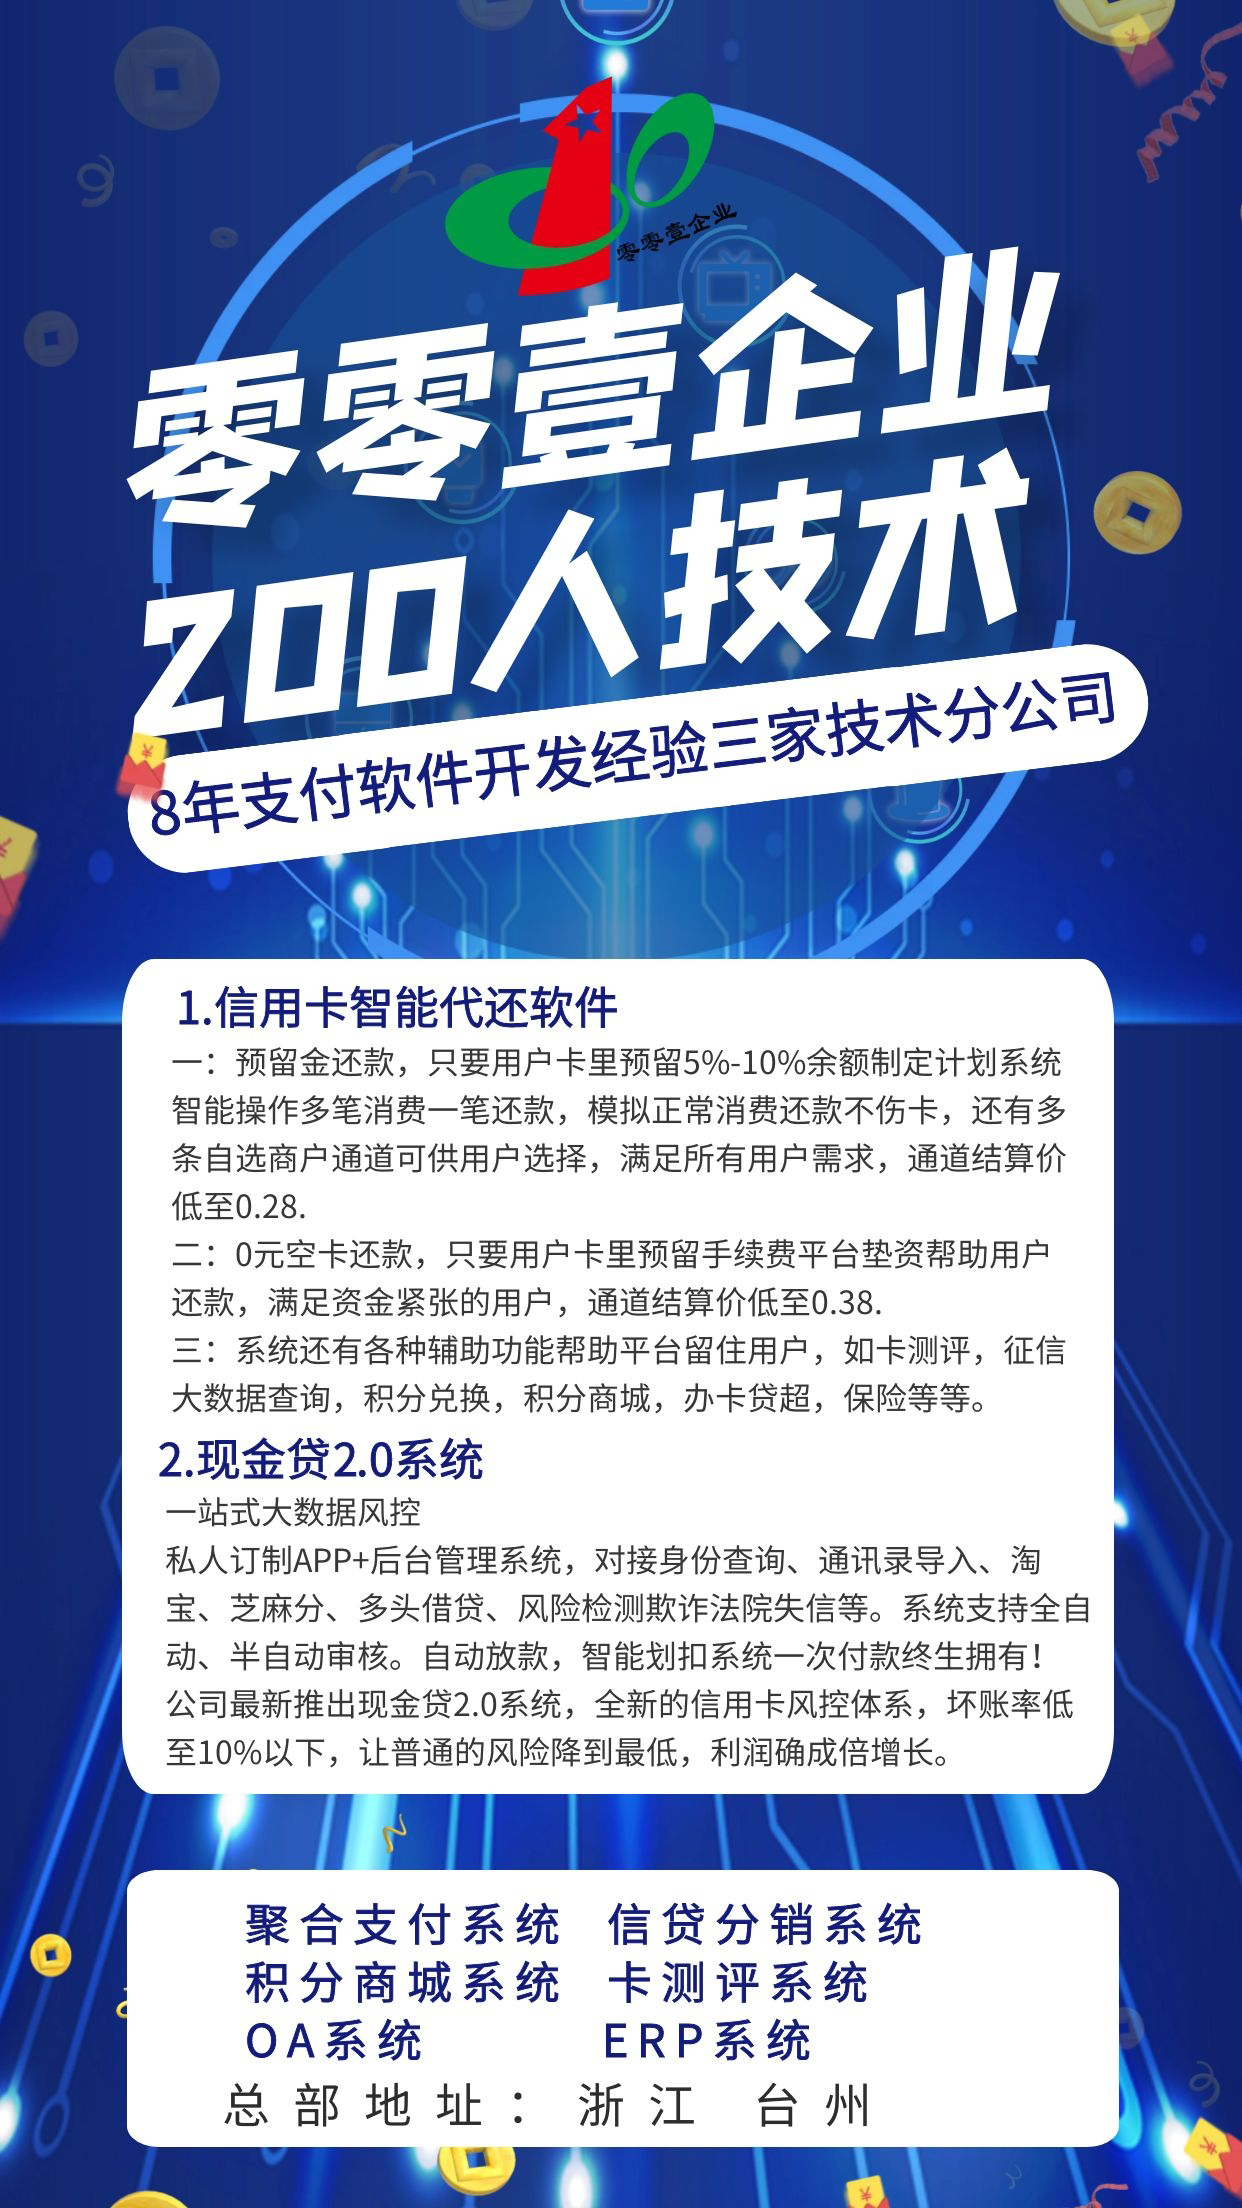 零零壹企业
零零壹企业
200人技术
8年支付软件开发经验三家技术分公司
1.信用卡智能代还软件
一：预留金还款，只要用户卡里预留5%-10%余额制定计划系统
智能操作多笔消费一笔还款，模拟正常消费还款不伤卡，还有多
条自选商户通道可供用户选择，满足所有用户需求，通道结算价
低至0.28.
二：0元空卡还款，只要用户卡里预留手续费平台垫资帮助用户
还款，满足资金紧张的用户，通道结算价低至0.38.
三：系统还有各种辅助功能帮助平台留住用户，如卡测评，征信
大数据查询，积分兑换，积分商城，办卡贷超，保险等等。
2.现金贷2.0系统
一站式大数据风控
私人订制APP+后台管理系统，对接身份查询、通讯录导入、淘
宝、芝麻分、多头借贷、风险检测欺诈法院失信等。系统支持全自
动、半自动审核。自动放款，智能划扣系统一次付款终生拥有！
公司最新推出现金贷2.0系统，全新的信用卡风控体系，坏账率低
至10%以下，让普通的风险降到最低，利润确成倍增长。
聚合支付系统 信贷分销系统
积分商城系统 卡测评系统
OA系统 ERP系统
总部地址：浙江 台州